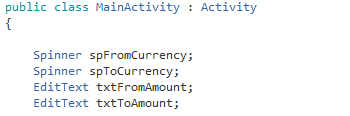 public class MainActivity : Activity
{
Spinner spFromCurrency;
Spinner spToCurrency;
EditText txtFromAmount;
EditText txtToAmount;